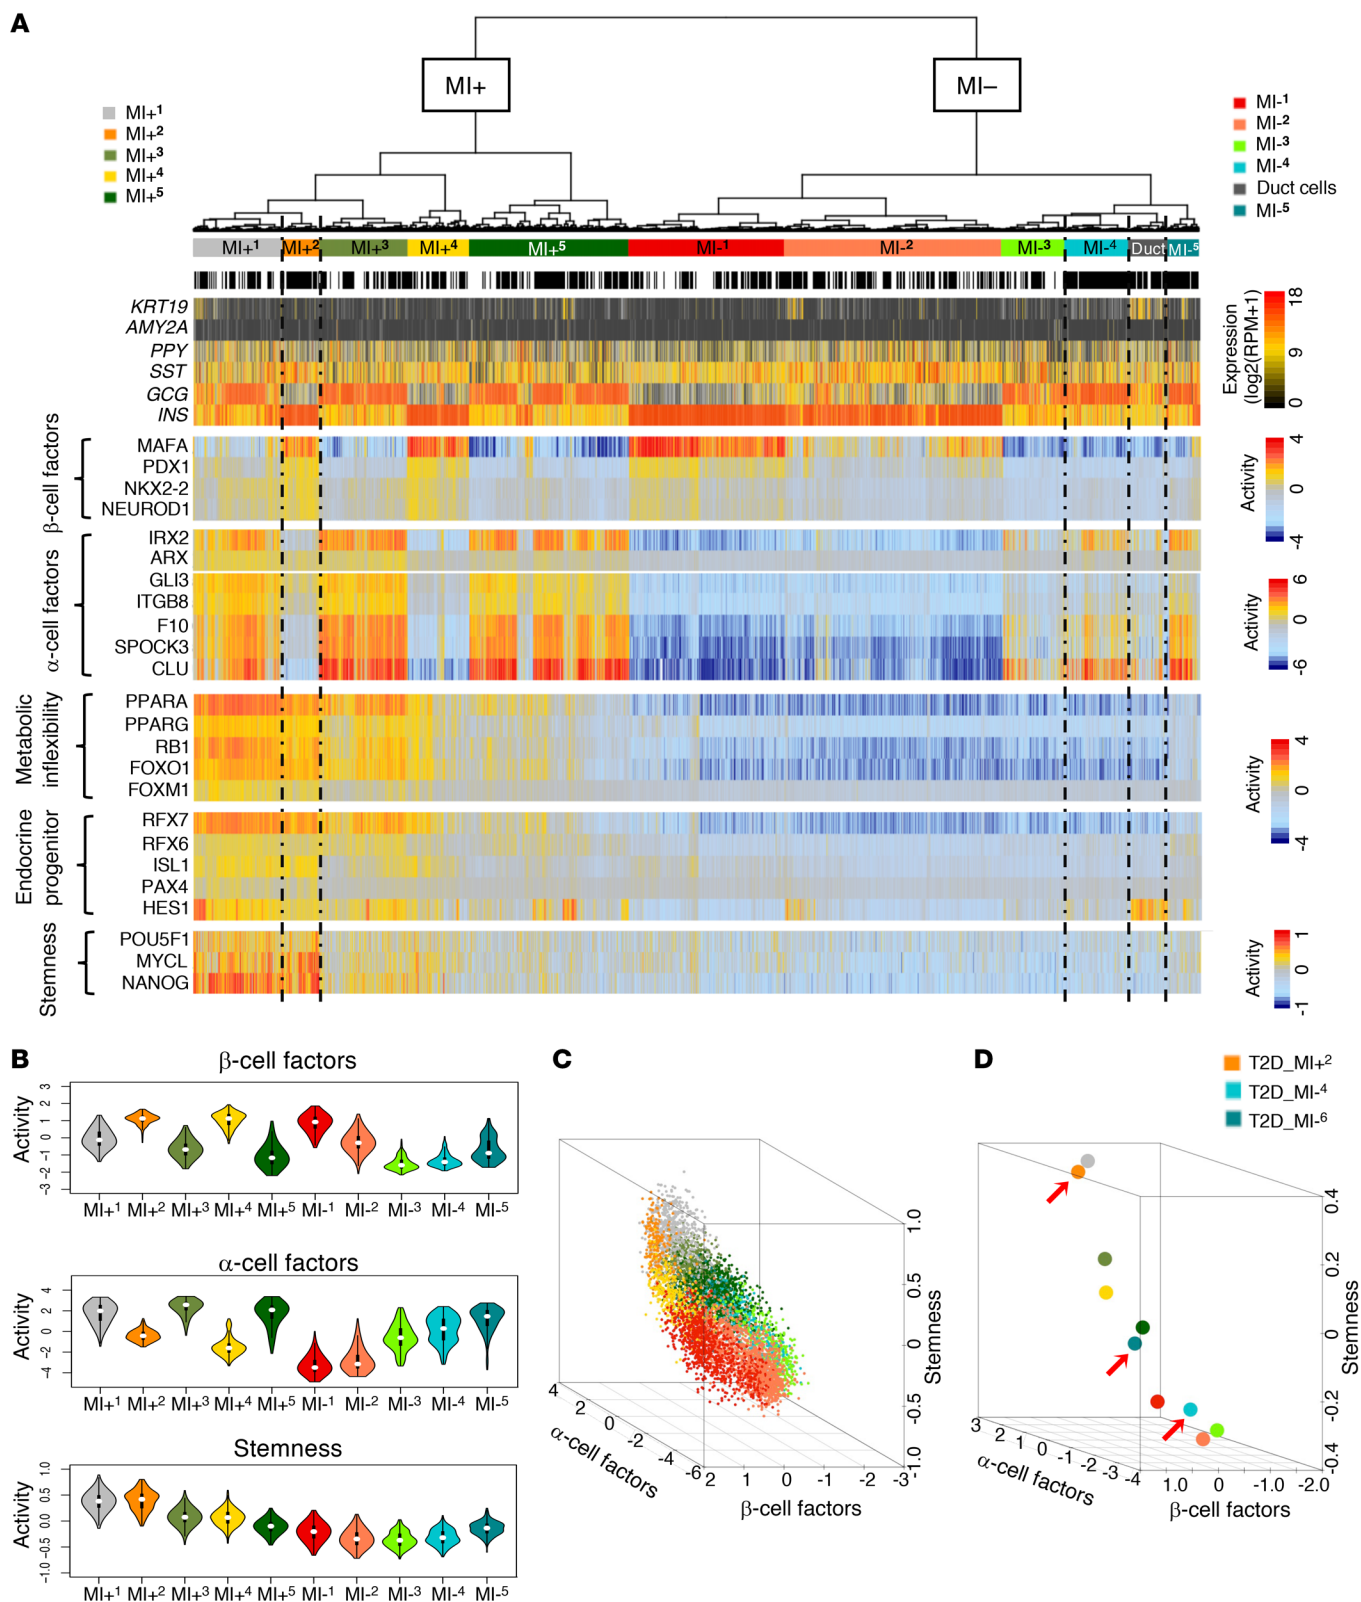 A
MI+
MI–
MI+1
MI+2
MI+3
MI+4
MI+5
MI-1
MI-2
MI-3
MI-4
Duct cells
MI-5
MI+1 MI+2 MI+3 MI+4 MI+5 MI-1 MI-2 MI-3 MI-4 Duct MI-5
KRT19
AMY2A
PPY
SST
GCG
INS
Expression
(log2(RPM+1)
18
9
0
β-cell factors
MAFA
PDX1
NKX2-2
NEUROD1
Activity
4
0
-4
α-cell factors
IRX2
ARX
GLI3
ITGB8
F10
SPOCK3
CLU
Activity
6
0
-6
Metabolic
inflexibility
PPARA
PPARG
RB1
FOXO1
FOXM1
Activity
4
0
-4
Endocrine
progenitor
RFX7
RFX6
ISL1
PAX4
HES1
Stemness
POU5F1
MYCL
NANOG
Activity
1
0
-1
B
β-cell factors
Activity
3
2
1
0
-1
-2
-3
MI+1 MI+2 MI+3 MI+4 MI+5 MI-1 MI-2 MI-3 MI-4 MI-5
α-cell factors
Activity
4
2
0
-2
-4
MI+1 MI+2 MI+3 MI+4 MI+5 MI-1 MI-2 MI-3 MI-4 MI-5
Stemness
Activity
1.0
0.5
0.0
-0.5
-1.0
MI+1 MI+2 MI+3 MI+4 MI+5 MI-1 MI-2 MI-3 MI-4 MI-5
C
1.0
0.5
0
-0.5
-1.0
Stemness
4 2 0 -2 -4 -6
α-cell factors
2 1 0 -1 -2 -3
β-cell factors
D
T2D_MI+2
T2D_MI-4
T2D_MI-6
0.4
0.2
0
-0.2
-0.4
Stemness
3 2 1 0 -1 -2 -3 -4
α-cell factors
1.0 0 -1.0 -2.0
β-cell factors